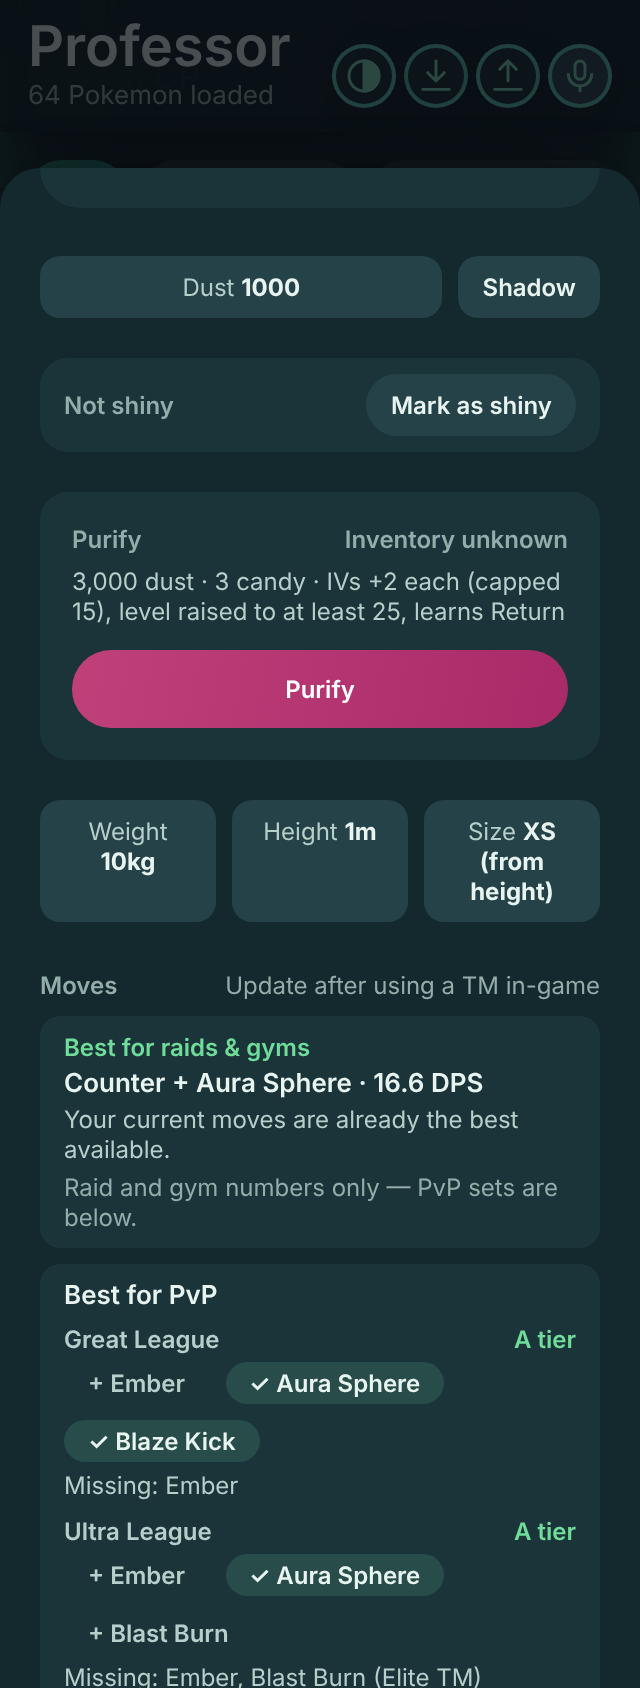 Professor
64 Pokemon loaded
Dust 1000
Shadow
Not shiny
Mark as shiny
Purify
Inventory unknown
3,000 dust · 3 candy · IVs +2 each (capped
15), level raised to at least 25, learns Return
Purify
Weight
10kg
Height 1m
Size XS
(from
height)
Moves
Update after using a TM in-game
Best for raids & gyms
Counter + Aura Sphere · 16.6 DPS
Your current moves are already the best
available.
Raid and gym numbers only — PvP sets are
below.
Best for PvP
Great League
A tier
+ Ember
✓ Aura Sphere
✓ Blaze Kick
Missing: Ember
Ultra League
A tier
+ Ember
✓ Aura Sphere
+ Blast Burn
Missing: Ember, Blast Burn (Elite TM)